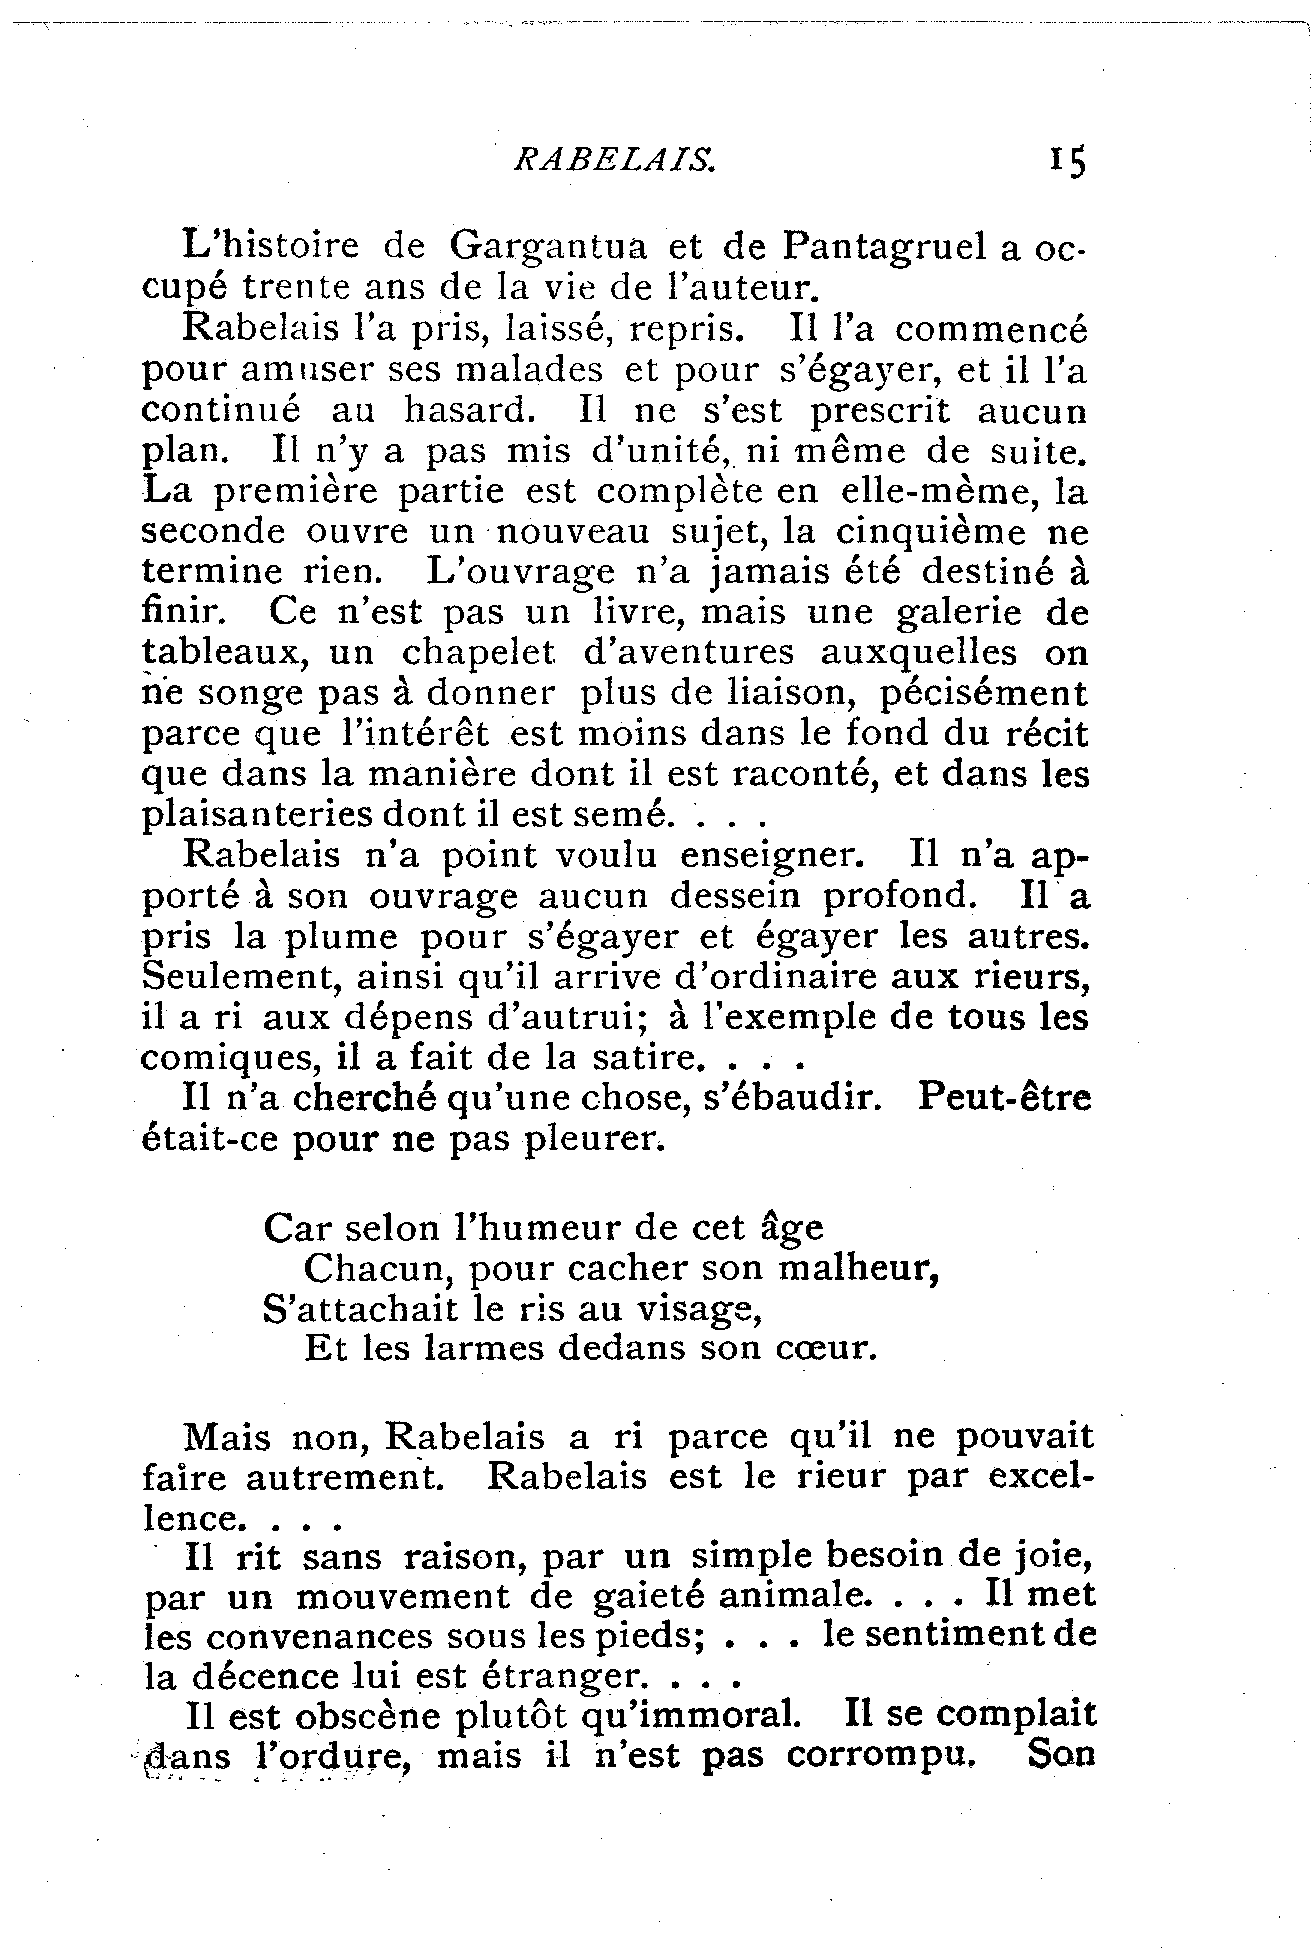 RABELAIS. 15
L'histoire de Gargantua et de Pantagruel a oc-
cupé trente ans de la vie de l'auteur.
Rabelais l'a pris, laissé, repris. Il l'a commencé
pour amuser ses malades et pour s'égayer, et il l'a
continué au hasard. Il ne s'est prescrit aucun
plan. Il n'y a pas mis d'unité, ni même de suite.
La première partie est complète en elle-mème, la
seconde ouvre un nouveau sujet, la cinquième ne
termine rien. L'ouvrage n'a jamais été destiné à
finir. Ce n'est pas un livre, mais une galerie de
tableaux, un chapelet d'aventures auxquelles on
ne songe pas à donner plus de liaison, pécisément
parce que l'intérêt est moins dans le fond du récit
que dans la manière dont il est raconté, et dans les
plaisanteries dont il est semé. . . .
Rabelais n'a point voulu enseigner. Il n'a ap-
porté à son ouvrage aucun dessein profond. Il a
pris la plume pour s'égayer et égayer les autres.
Seulement, ainsi qu'il arrive d'ordinaire aux rieurs,
il a ri aux dépens d'autrui; à l'exemple de tous les
comiques, il a fait de la satire. . . .
Il n'a cherché qu'une chose, s'ébaudir. Peut-être
était-ce pour ne pas pleurer.
Car selon l'humeur de cet âge
Chacun, pour cacher son malheur,
S'attachait le ris au visage,
Et les larmes dedans son cœur.
Mais non, Rabelais a ri parce qu'il ne pouvait
faire autrement. Rabelais est le rieur par excel-
lence. . . .
Il rit sans raison, par un simple besoin de joie,
par un mouvement de gaieté animale. . . . Il met
les convenances sous les pieds; . . . le sentiment de
la décence lui est étranger. . . .
Il est obscène plutôt qu'immoral. Il se complait
dans l'ordure, mais il n'est pas corrompu. Son